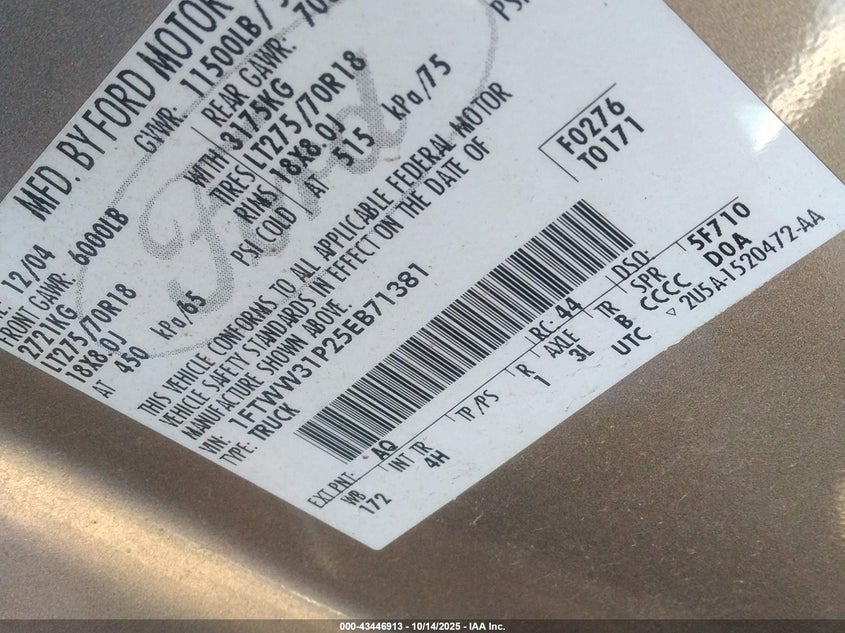 MFD. BY FORD MOTOR
12/04
GVWR: 11500LB/
FRONT GAWR: 6000LB
REAR GAWR:
2721KG
WITH 3175KG
LT275/70R18
TIRES LT275/70R18
18X8.0J
RIMS 18X8.0J
AT 450 kPa/65
PSI COLD AT 515 kPa/75
Ford
THIS VEHICLE CONFORMS TO ALL APPLICABLE FEDERAL MOTOR
VEHICLE SAFETY STANDARDS IN EFFECT ON THE DATE OF
MANUFACTURE SHOWN ABOVE.
VIN: 1FTWW31P25EB71381
TYPE: TRUCK
F0276
T0171
EXT PNT: AQ
RC: 44
DSO:
5F710
WB
INT TR
TP/PS
R
AXLE
TR
SPR
D0A
172
4H
1
3L
B
CCCC
UTC
▽ 2U5A-1520472-AA
000-43446913 - 10/14/2025 - IAA Inc.